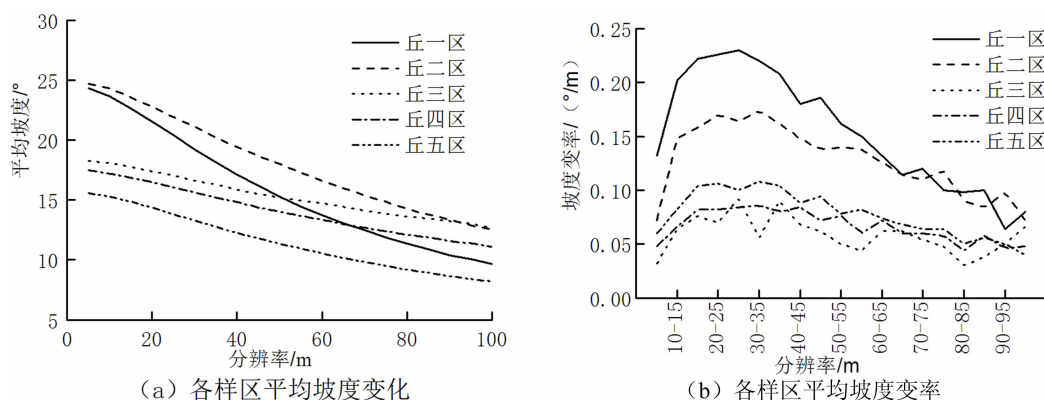 平均坡度/°
30
25
20
15
10
5
0
20
40
60
80
100
分辨率/m
丘一区
丘二区
丘三区
丘四区
丘五区
(a) 各样区平均坡度变化
坡度变率/(°/m)
0.25
0.20
0.15
0.10
0.05
0.00
10-15
20-25
30-35
40-45
50-55
60-65
70-75
80-85
90-95
分辨率/m
丘一区
丘二区
丘三区
丘四区
丘五区
(b) 各样区平均坡度变率